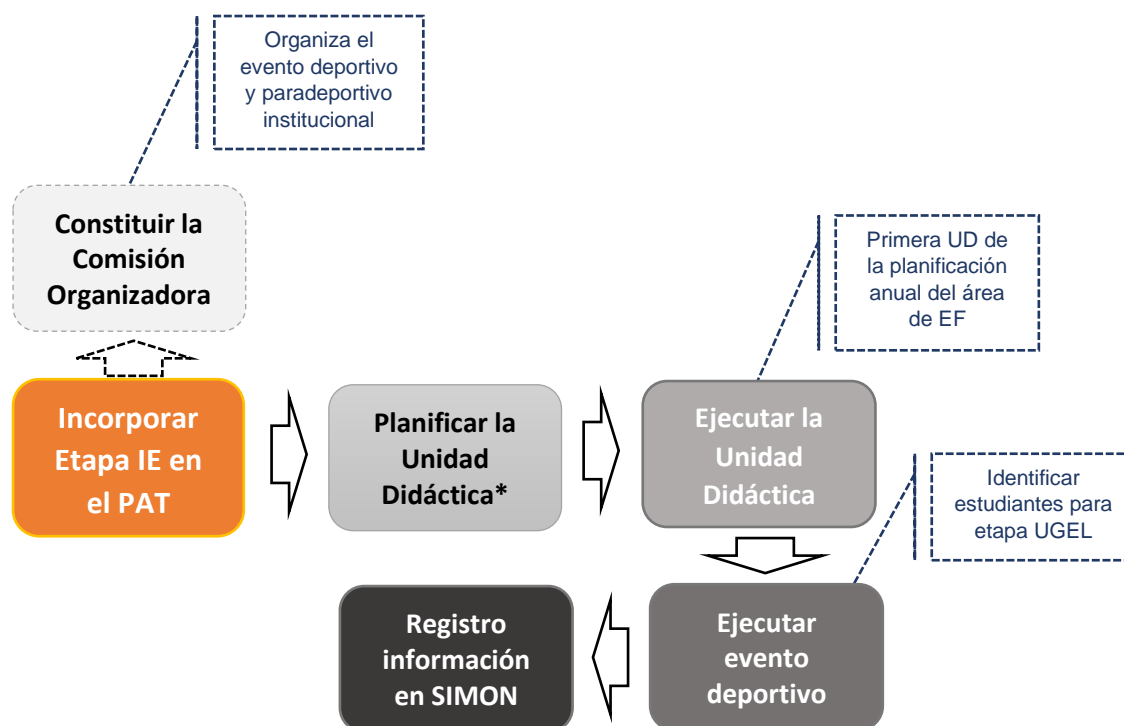 Organiza el
evento deportivo
y paradeportivo
institucional
Constituir la
Comisión
Organizadora
Primera UD de
la planificación
anual del área
de EF
Incorporar
Etapa IE en
el PAT
Planificar la
Unidad
Didáctica*
Ejecutar la
Unidad
Didáctica
Identificar
estudiantes para
etapa UGEL
Registro
información
en SIMON
Ejecutar
evento
deportivo